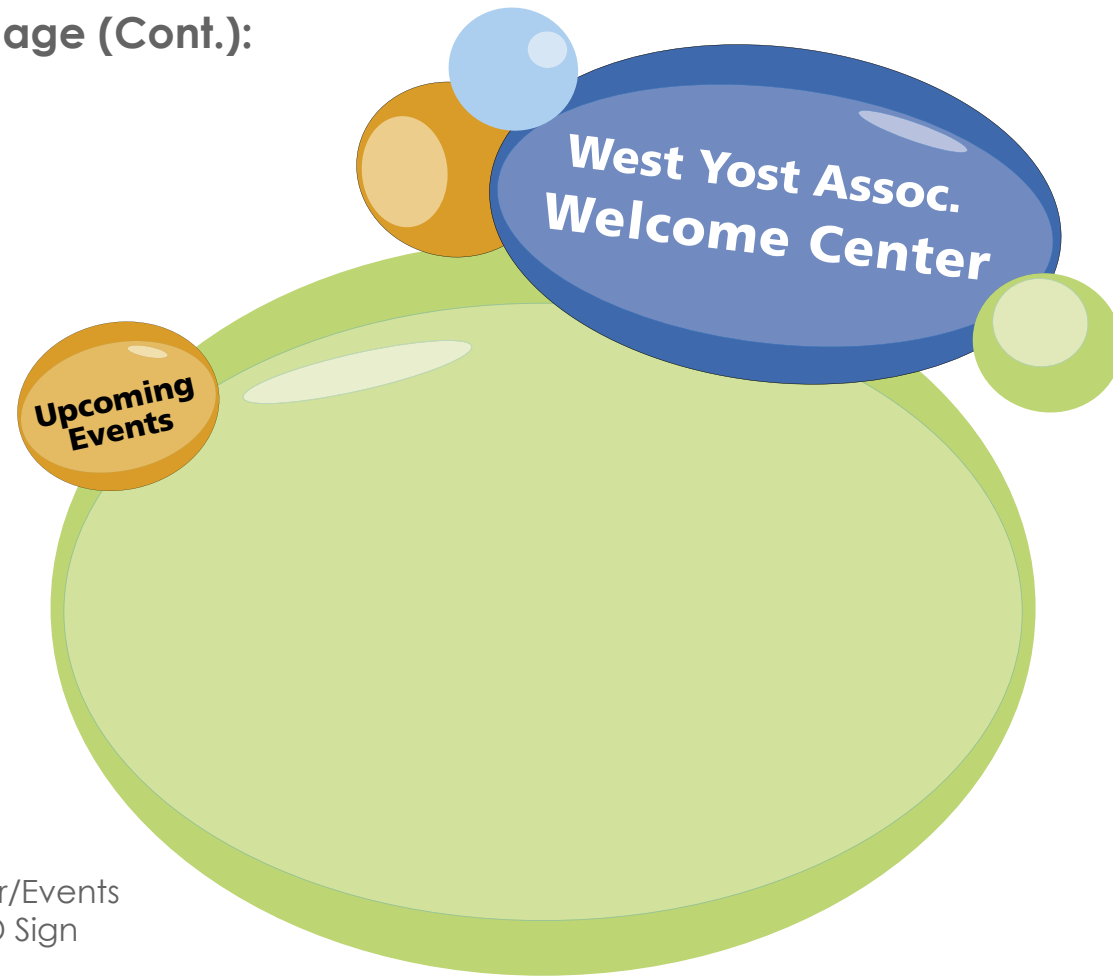 age (Cont.):
West Yost Assoc.
Welcome Center
Upcoming
Events
r/Events
Sign